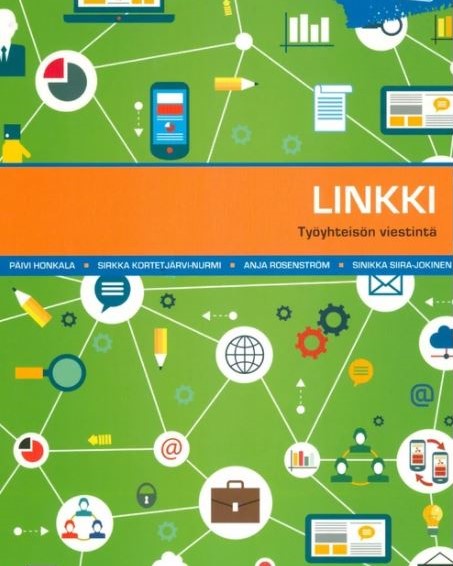 LINKKI
Työyhteisön viestintä
PÄIVI HONKALA ▪ SIRKKA KORTETJÄRVI-NURMI ▪ ANJA ROSENSTRÖM ▪ SINIKKA SIIRA-JOKINEN
@
@